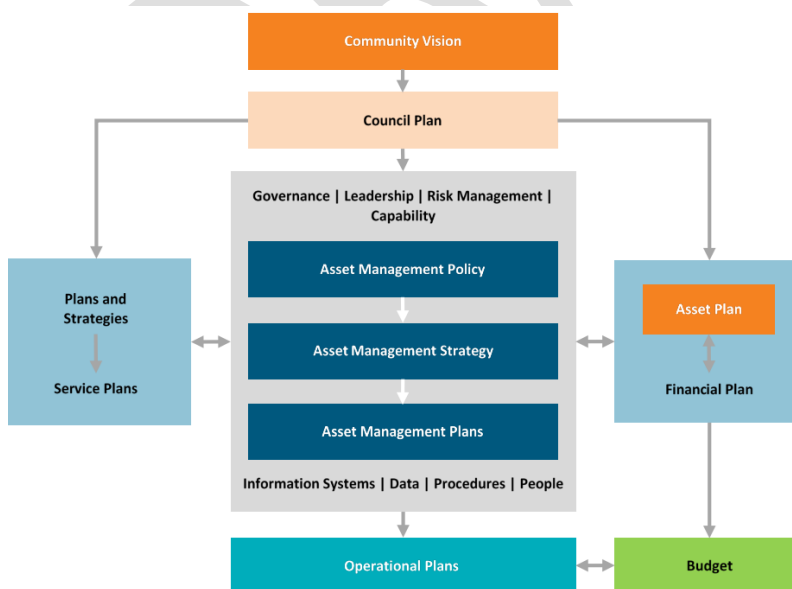 Community Vision
Council Plan
Governance | Leadership | Risk Management |
Capability
Asset Management Policy
Plans and
Strategies
Asset Plan
Asset Management Strategy
Service Plans
Financial Plan
Asset Management Plans
Information Systems | Data | Procedures | People
Operational Plans
Budget